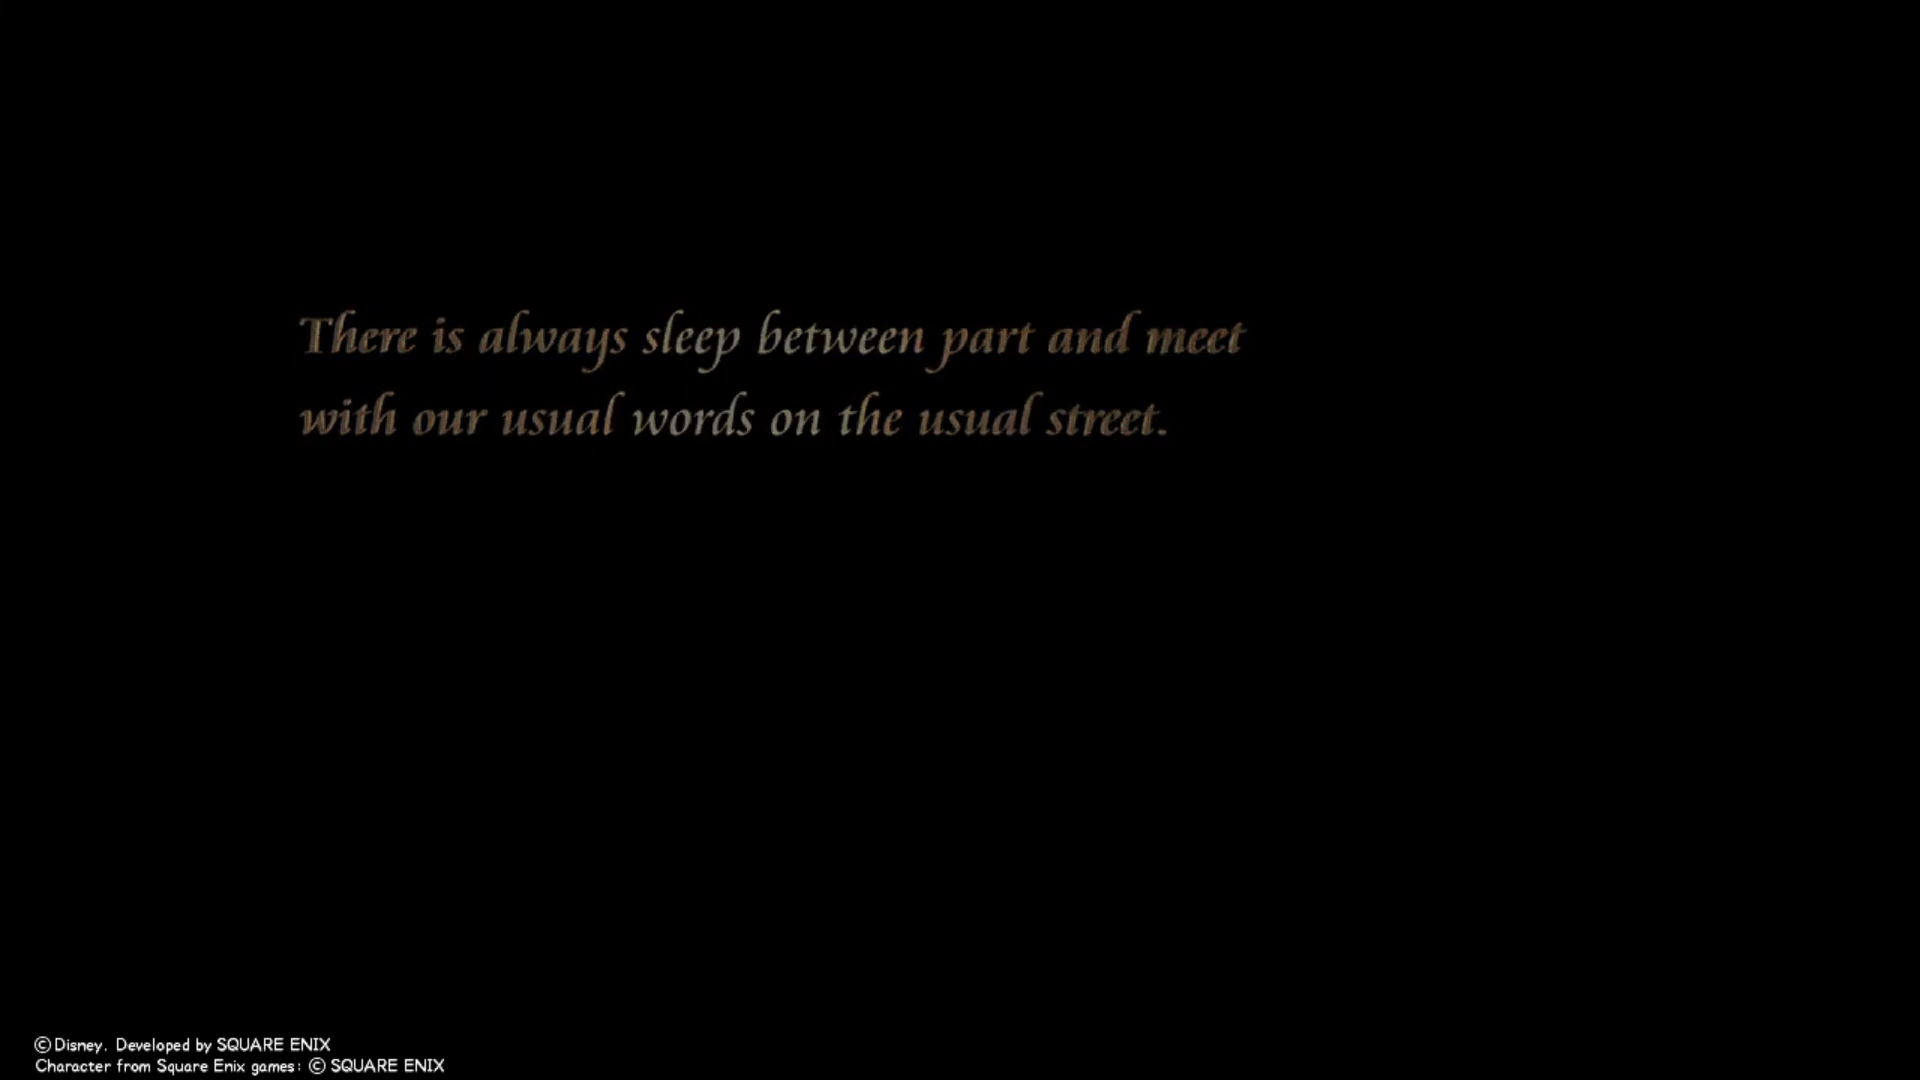 There is always sleep between part and meet
with our usual words on the usual street.
©Disney. Developed by SQUARE ENIX
Character from Square Enix games: © SQUARE ENIX